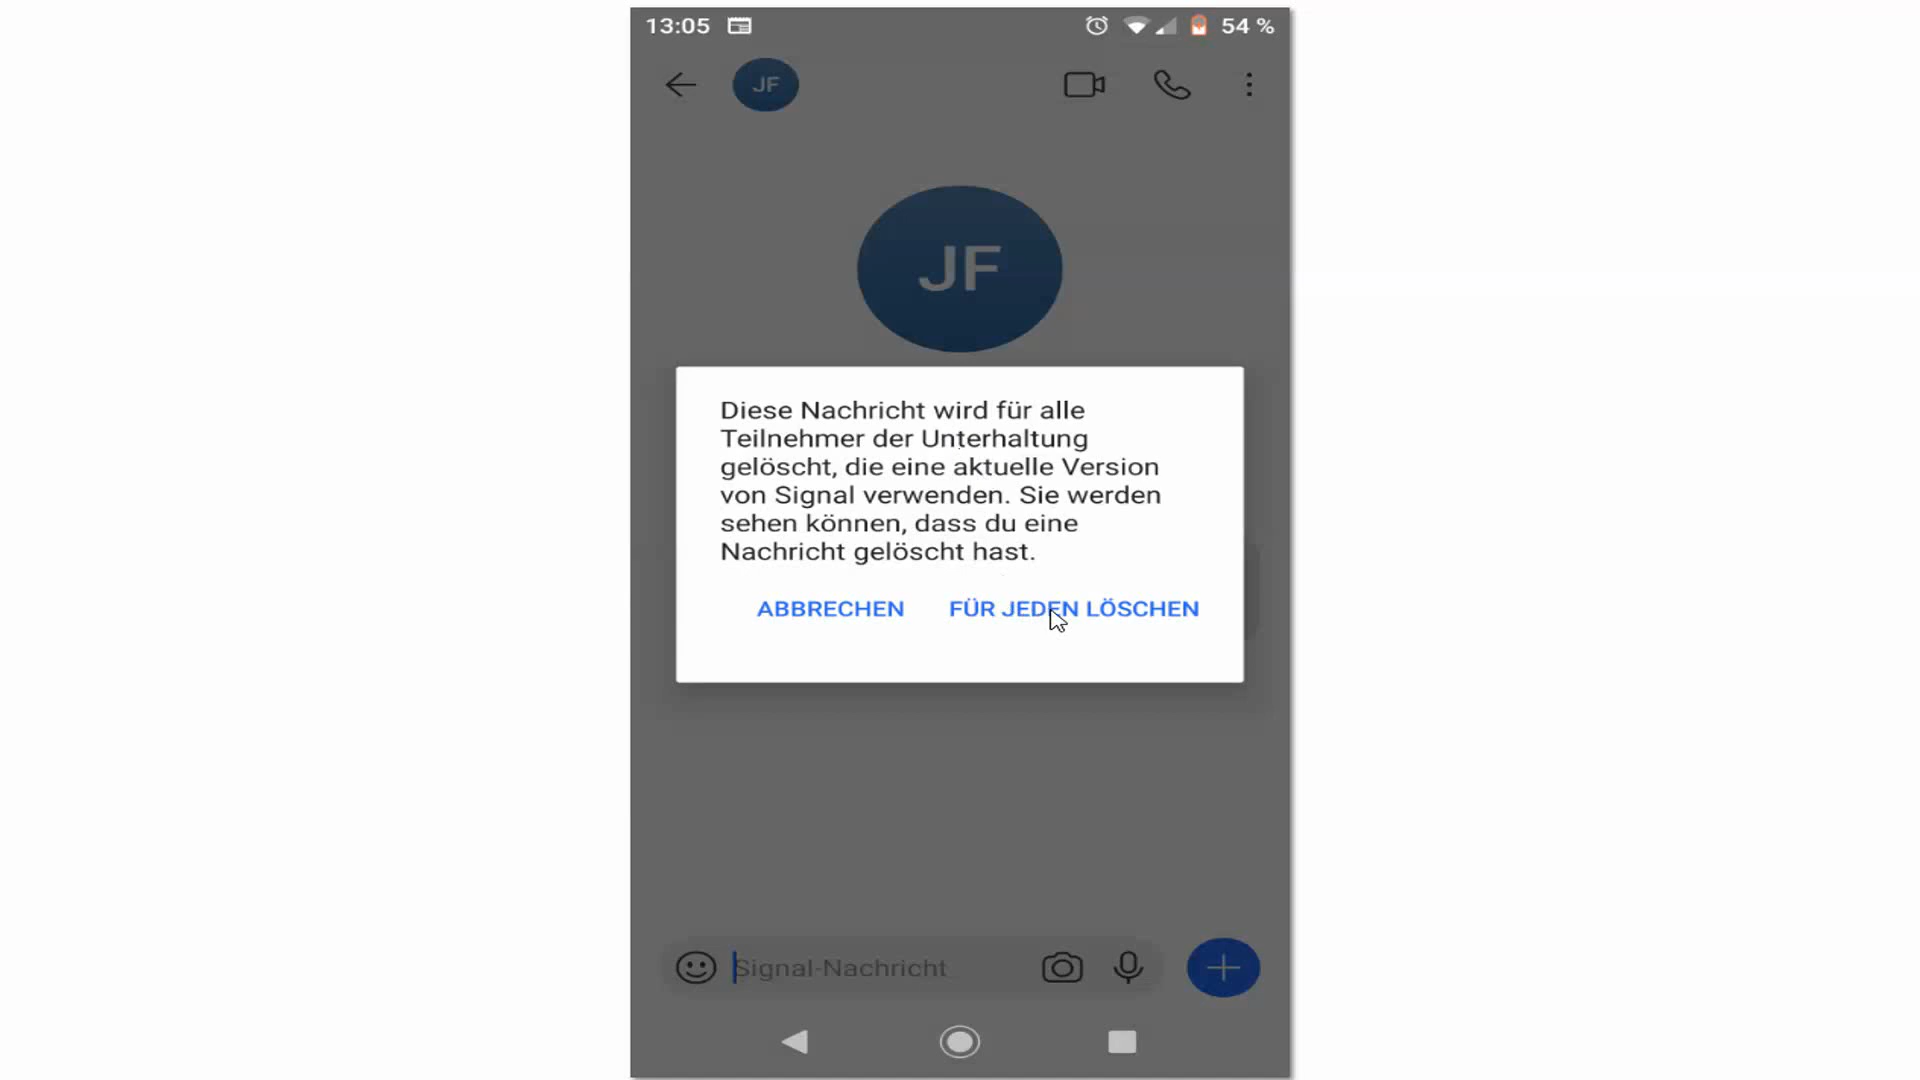 13:05 54 %
JF
JF
Diese Nachricht wird für alle
Teilnehmer der Unterhaltung
gelöscht, die eine aktuelle Version
von Signal verwenden. Sie werden
sehen können, dass du eine
Nachricht gelöscht hast.
ABBRECHEN FÜR JEDEN LÖSCHEN
Signal-Nachricht